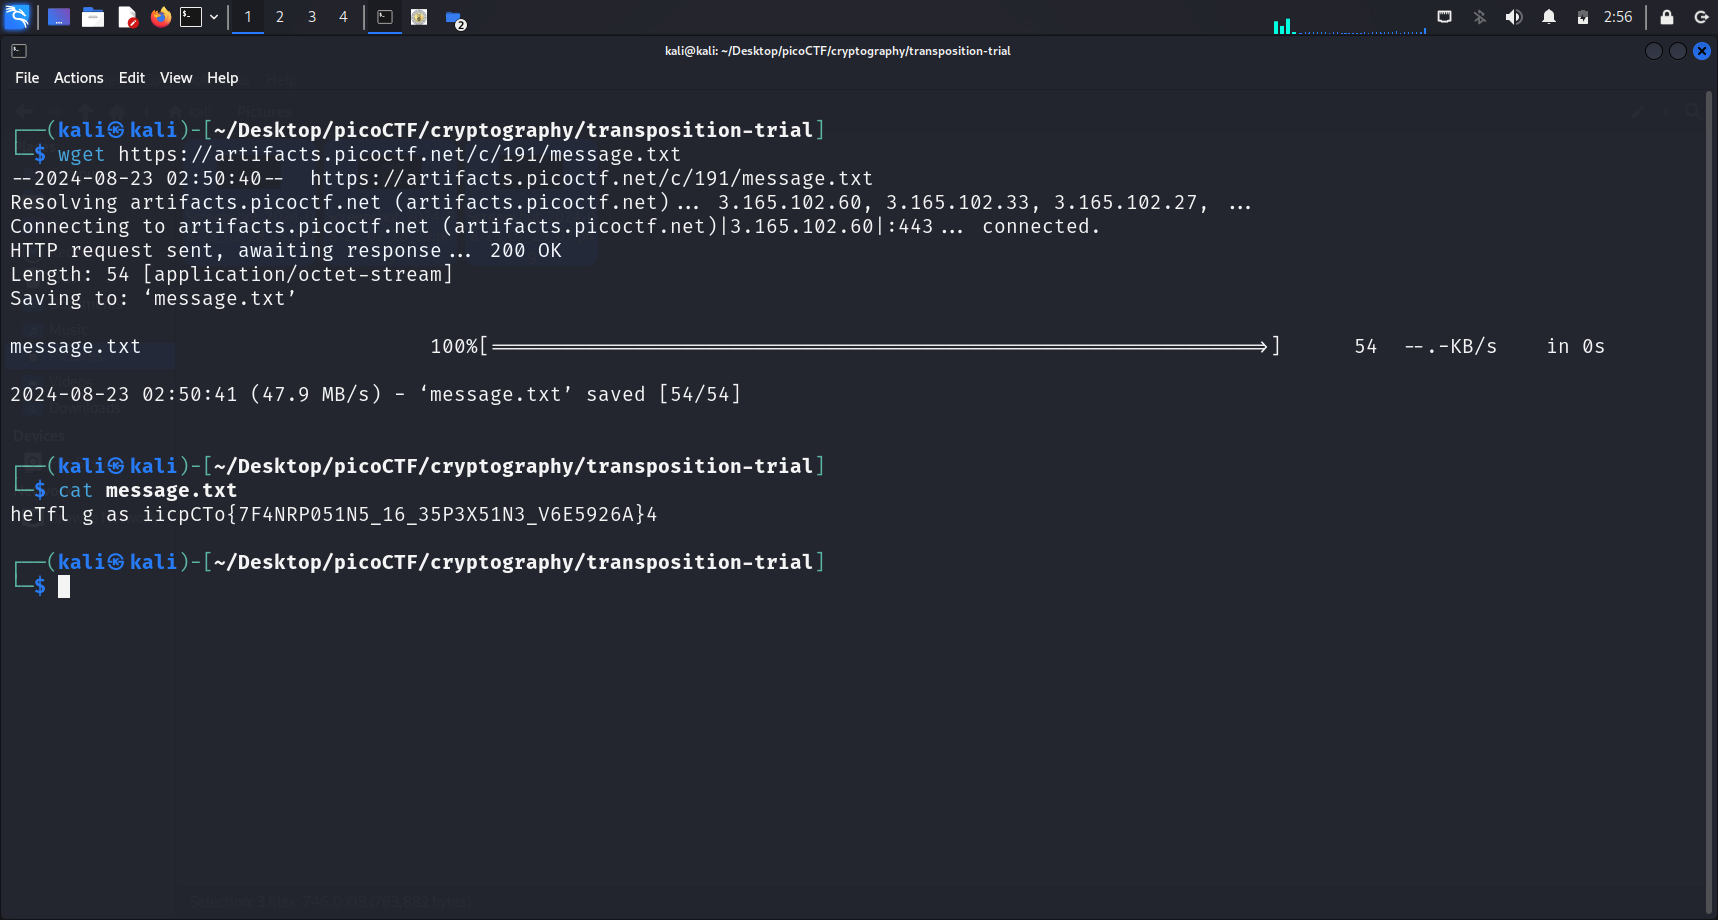 1 2 3 4
2
2:56
kali@kali: ~/Desktop/picoCTF/cryptography/transposition-trial
File Actions Edit View Help
┌──(kali㉿kali)-[~/Desktop/picoCTF/cryptography/transposition-trial]
└─$ wget https://artifacts.picoctf.net/c/191/message.txt
--2024-08-23 02:50:40-- https://artifacts.picoctf.net/c/191/message.txt
Resolving artifacts.picoctf.net (artifacts.picoctf.net)... 3.165.102.60, 3.165.102.33, 3.165.102.27, ...
Connecting to artifacts.picoctf.net (artifacts.picoctf.net)|3.165.102.60|:443... connected.
HTTP request sent, awaiting response... 200 OK
Length: 54 [application/octet-stream]
Saving to: ‘message.txt’
message.txt 100%[=================================================================>] 54 --.-KB/s in 0s
2024-08-23 02:50:41 (47.9 MB/s) - ‘message.txt’ saved [54/54]
┌──(kali㉿kali)-[~/Desktop/picoCTF/cryptography/transposition-trial]
└─$ cat message.txt
heTfl g as iicpCTo{7F4NRP051N5_16_35P3X51N3_V6E5926A}4
┌──(kali㉿kali)-[~/Desktop/picoCTF/cryptography/transposition-trial]
└─$